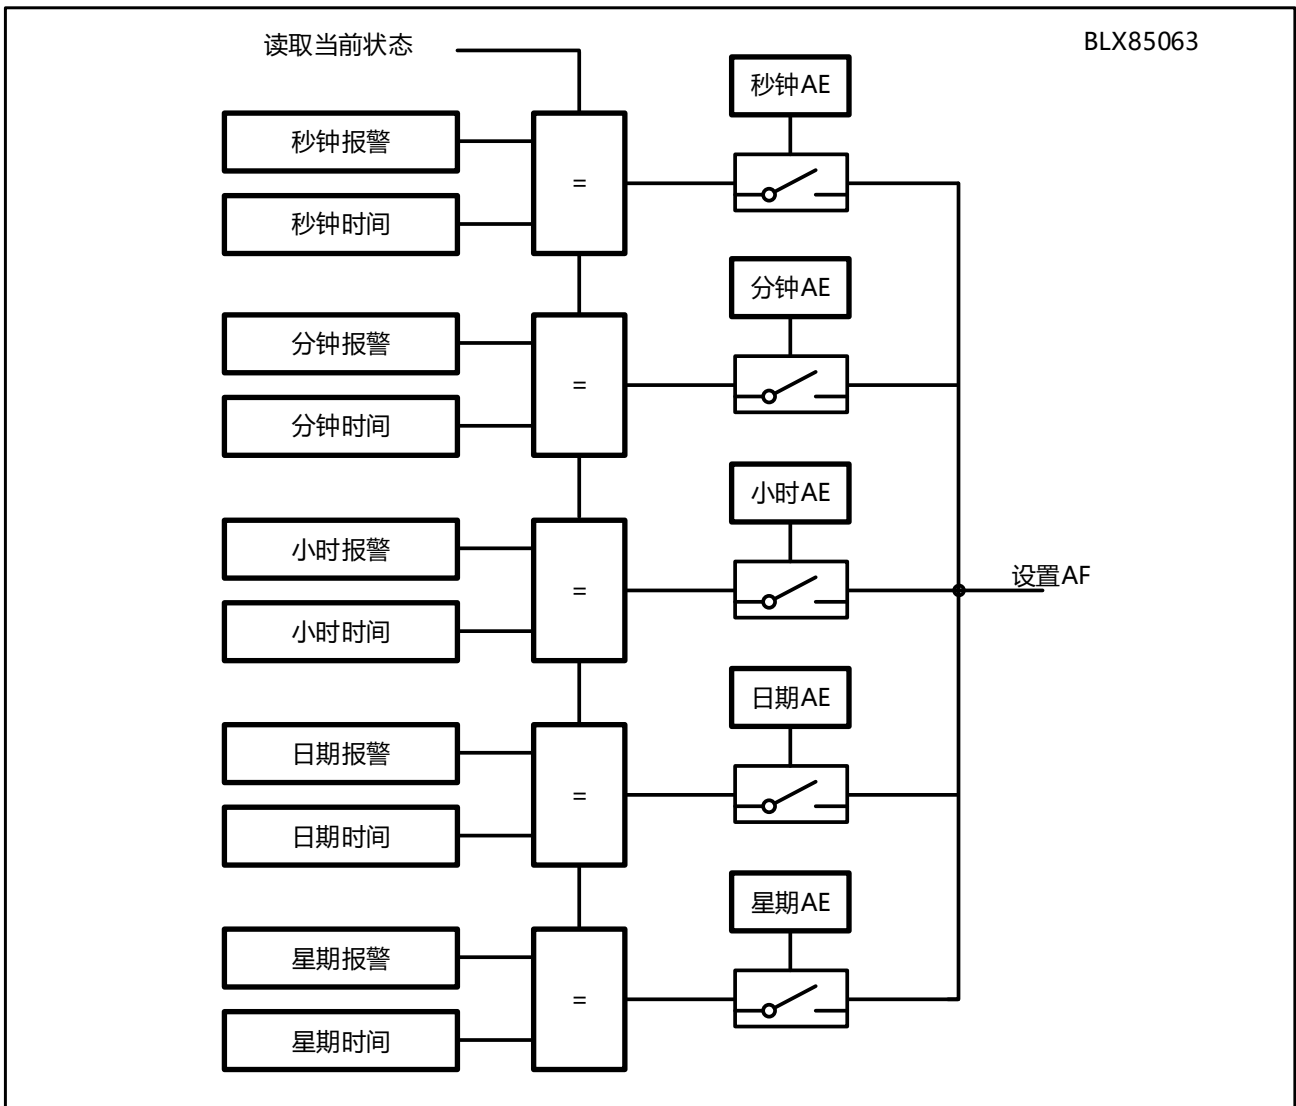 读取当前状态
BLX85063
秒钟AE
秒钟报警
=
秒钟时间
分钟AE
分钟报警
=
分钟时间
小时AE
小时报警
=
小时时间
设置AF
日期AE
日期报警
=
日期时间
星期AE
星期报警
=
星期时间